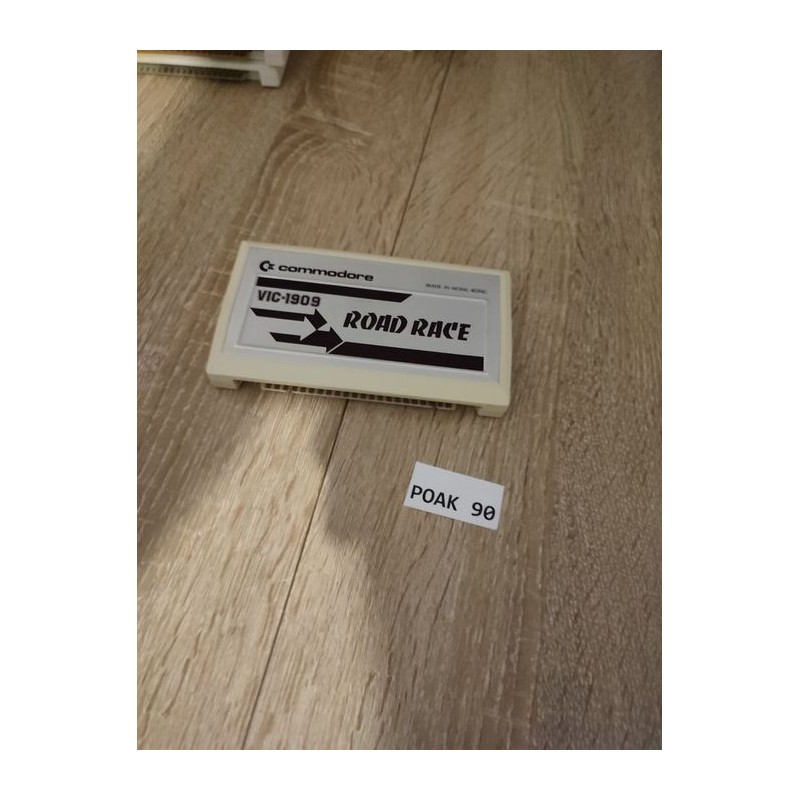 commodore
MADE IN HONG KONG
VIC-1909
ROAD RACE
POAK 90